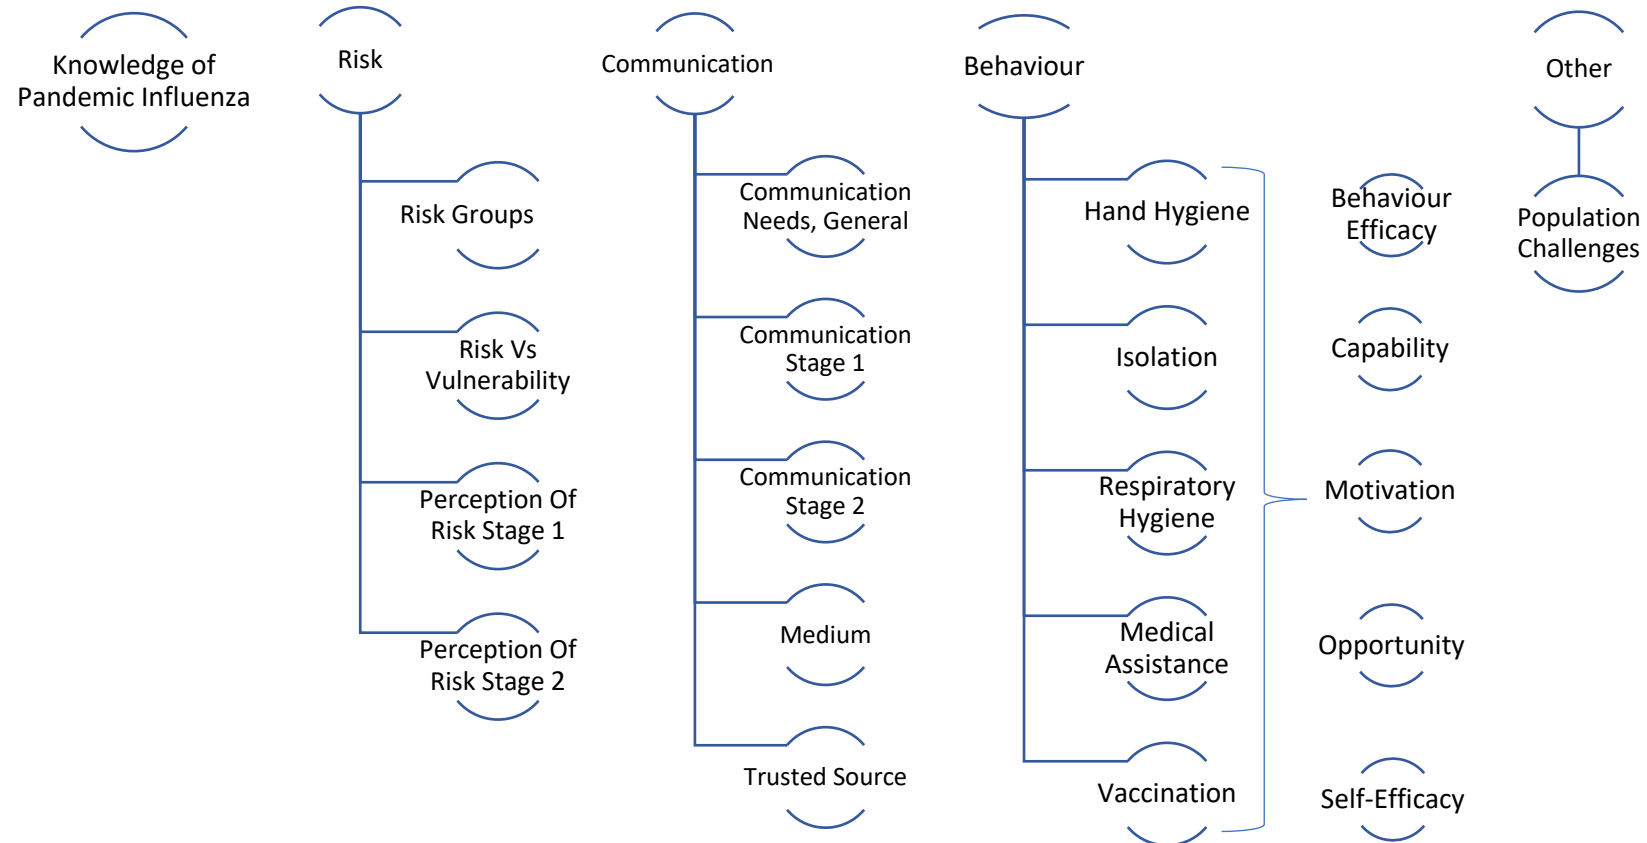 Knowledge of
Pandemic Influenza
Risk
Risk Groups
Risk Vs
Vulnerability
Perception Of
Risk Stage 1
Perception Of
Risk Stage 2
Communication
Communication
Needs, General
Communication
Stage 1
Communication
Stage 2
Medium
Trusted Source
Behaviour
Hand Hygiene
Isolation
Respiratory
Hygiene
Medical
Assistance
Vaccination
Behaviour
Efficacy
Capability
Motivation
Opportunity
Self-Efficacy
Other
Population
Challenges